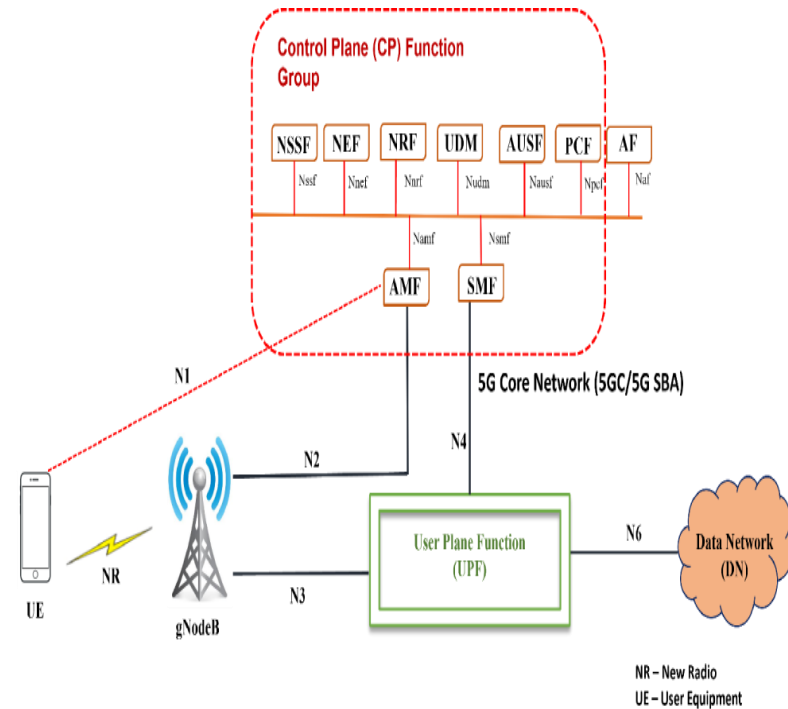 Control Plane (CP) Function
Group
NSSF NEF NRF UDM AUSF PCF AF
Nssf Nnef Nnrf Nudm Nausf Npcf Naf
Namf Nsmf
AMF SMF
N1
5G Core Network (5GC/5G SBA)
N2 N4
User Plane Function
(UPF)
N6
Data Network
(DN)
NR
N3
UE
gNodeB
NR – New Radio
UE – User Equipment